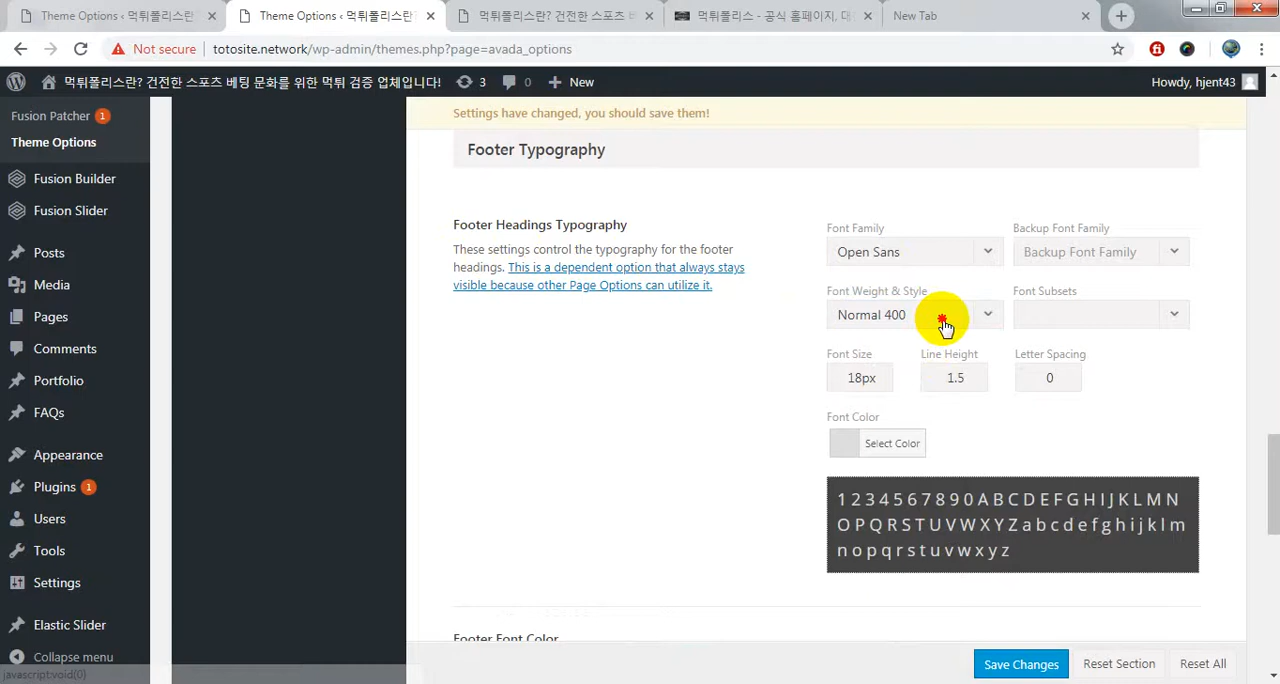 Theme Options ‹ 먹튀폴리스란
Theme Options ‹ 먹튀폴리스란
먹튀폴리스란? 건전한 스포츠 베
먹튀폴리스 - 공식 홈페이지, 대
New Tab
Not secure
totosite.network/wp-admin/themes.php?page=avada_options
먹튀폴리스란? 건전한 스포츠 베팅 문화를 위한 먹튀 검증 업체입니다!
3
0
New
Howdy, hjent43
Fusion Patcher 1
Theme Options
Fusion Builder
Fusion Slider
Posts
Media
Pages
Comments
Portfolio
FAQs
Appearance
Plugins 1
Users
Tools
Settings
Elastic Slider
Collapse menu
javascript:void(0)
Settings have changed, you should save them!
Footer Typography
Footer Headings Typography
These settings control the typography for the footer
headings. This is a dependent option that always stays
visible because other Page Options can utilize it.
Font Family
Backup Font Family
Open Sans
Backup Font Family
Font Weight & Style
Font Subsets
Normal 400
Font Size
Line Height
Letter Spacing
18px
1.5
0
Font Color
Select Color
1 2 3 4 5 6 7 8 9 0 A B C D E F G H I J K L M N
O P Q R S T U V W X Y Z a b c d e f g h i j k l m
n o p q r s t u v w x y z
Footer Font Color
Save Changes
Reset Section
Reset All